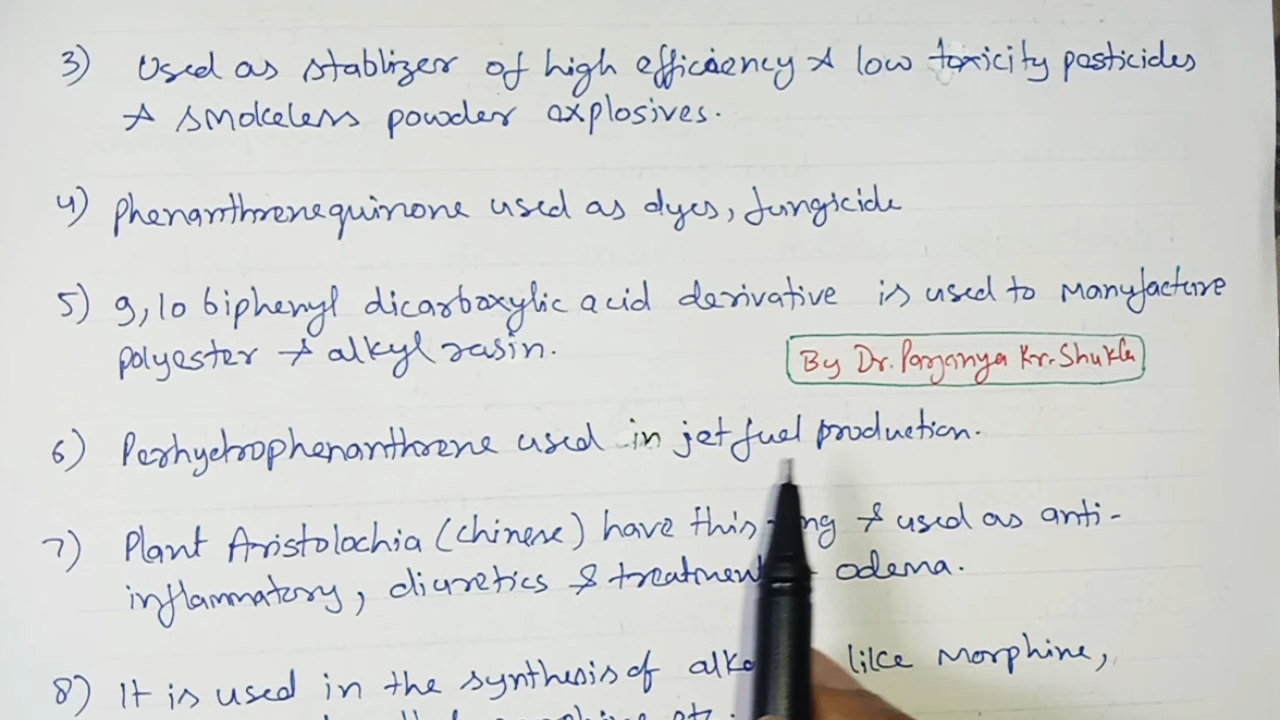 3) Used as stablizer of high efficiency & low toxicity pesticides
& smokeless powder explosives.
4) Phenanthrenequinone used as dyes, fungicide
5) 9,10 biphenyl dicarboxylic acid derivative is used to manufacture
polyester & alkyl rasin.
By Dr. Parjanya Kr. Shukla
6) Perhydrophenanthrene used in jet fuel production.
7) Plant Aristolochia (chinese) have this & used as anti-
inflammatory, diuretics & odema.
8) It is used in the synthesis of like Morphine,